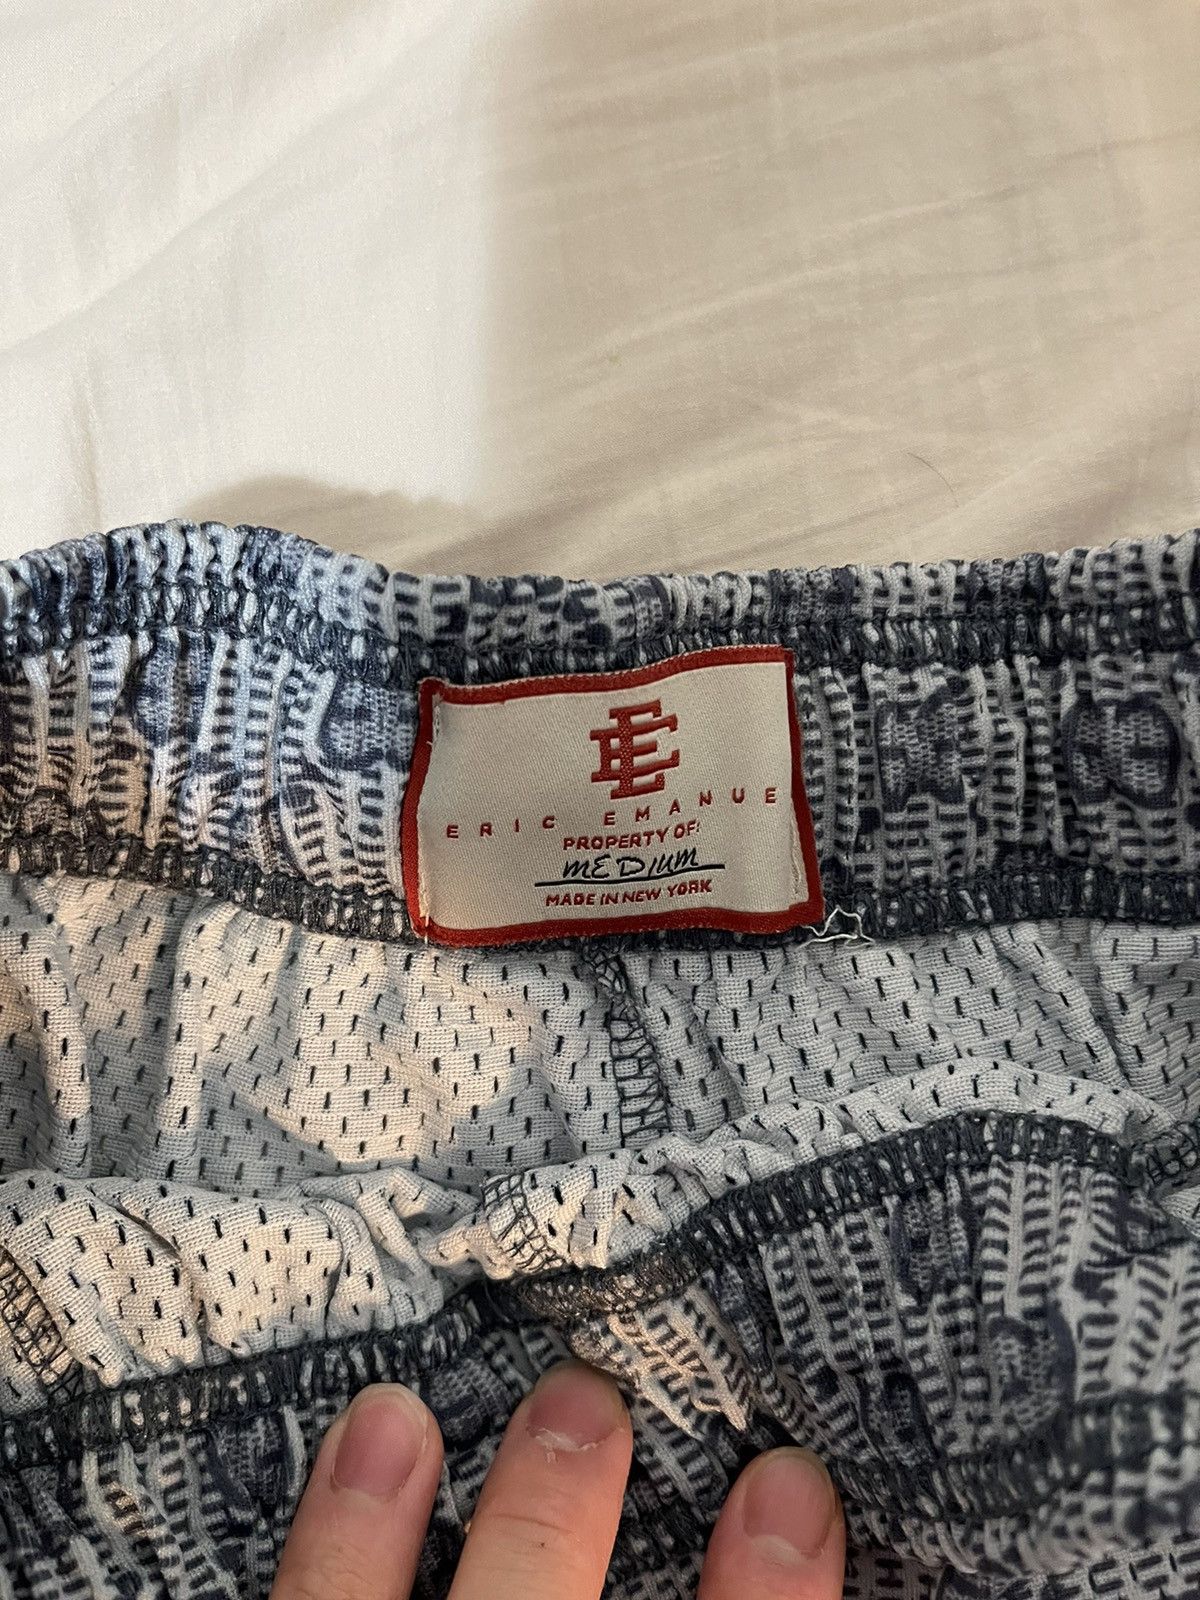 EE
ERIC EMANUE
PROPERTY OF:
MEDIUM
MADE IN NEW YORK